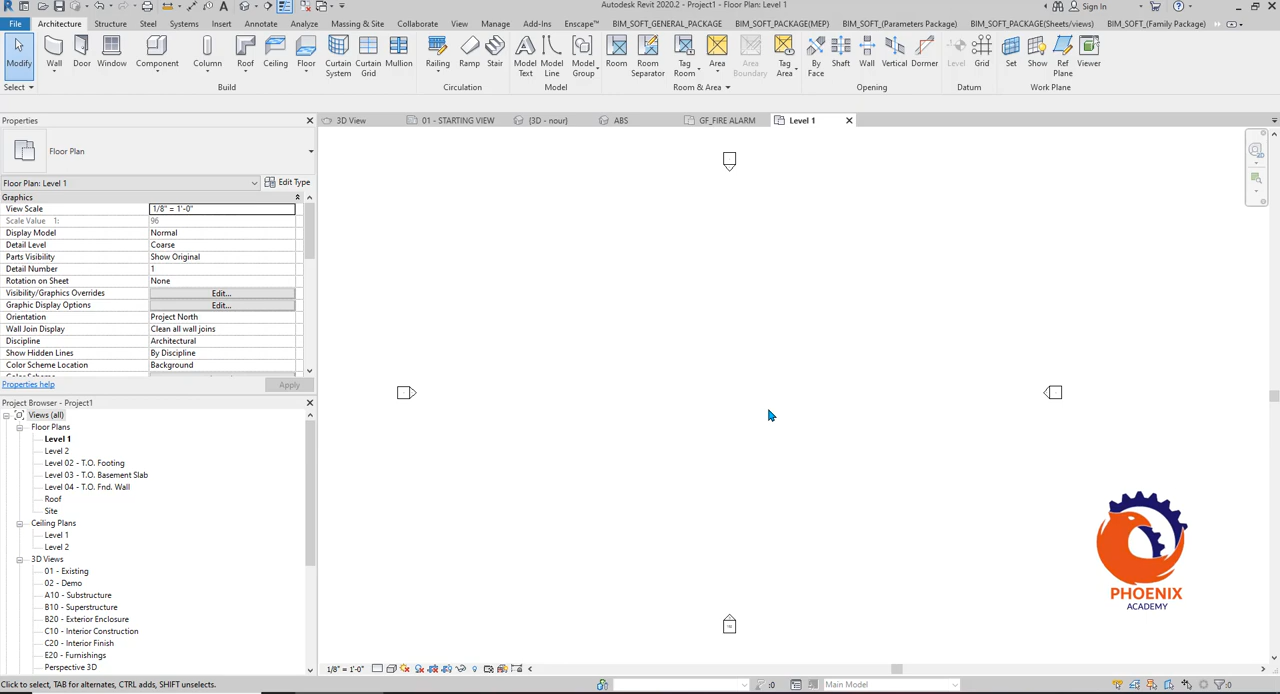 Autodesk Revit 2020.2 - Project1 - Floor Plan: Level 1
Sign In
File Architecture Structure Steel Systems Insert Annotate Analyze Massing & Site Collaborate View Manage Add-Ins Enscape™ BIM_SOFT_GENERAL_PACKAGE BIM_SOFT_PACKAGE(MEP) BIM_SOFT_(Parameters Package) BIM_SOFT_PACKAGE(Sheets/views) BIM_SOFT_(Family Package)
Modify Wall Door Window Component Column Roof Ceiling Floor Curtain System Curtain Grid Mullion Railing Ramp Stair Model Text Model Line Model Group Room Room Separator Tag Room Area Area Boundary Tag Area By Face Shaft Wall Vertical Dormer Level Grid Set Show Ref Plane Viewer
Select Build Circulation Model Room & Area Opening Datum Work Plane
Properties
3D View 01 - STARTING VIEW {3D - nour} ABS GF_FIRE ALARM Level 1
Floor Plan
Floor Plan: Level 1 Edit Type
Graphics
View Scale 1/8" = 1'-0"
Scale Value 1: 96
Display Model Normal
Detail Level Coarse
Parts Visibility Show Original
Detail Number 1
Rotation on Sheet None
Visibility/Graphics Overrides Edit...
Graphic Display Options Edit...
Orientation Project North
Wall Join Display Clean all wall joins
Discipline Architectural
Show Hidden Lines By Discipline
Color Scheme Location Background
Properties help Apply
Project Browser - Project1
Views (all)
Floor Plans
Level 1
Level 2
Level 02 - T.O. Footing
Level 03 - T.O. Basement Slab
Level 04 - T.O. Fnd. Wall
Roof
Site
Ceiling Plans
Level 1
Level 2
3D Views
01 - Existing
02 - Demo
A10 - Substructure
B10 - Superstructure
B20 - Exterior Enclosure
C10 - Interior Construction
C20 - Interior Finish
E20 - Furnishings
Perspective 3D
PHOENIX
ACADEMY
1/8" = 1'-0"
Click to select, TAB for alternates, CTRL adds, SHIFT unselects. :0 Main Model :0